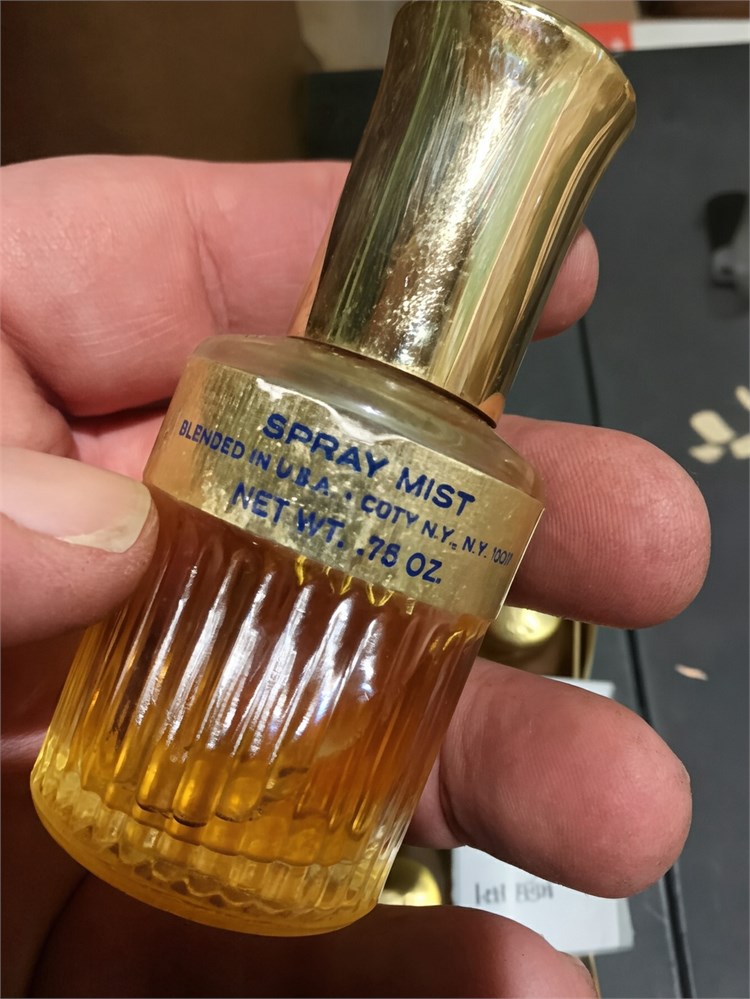 SPRAY MIST
BLENDED IN U.S.A. • COTY N.Y., N.Y. 10017
NET WT. .75 OZ.